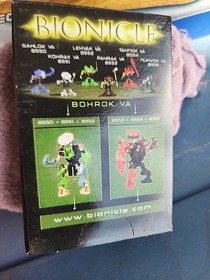 BIONICLE
GAHLOK VA
8550
KOHRAK VA
8551
LEHVAK VA
8552
PAHRAK VA
8553
TAHNOK VA
8554
NUHVOK VA
8555
BOHROK VA
8550 + 8551 + 8552
8553 + 8554 + 8555
www.bionicle.com